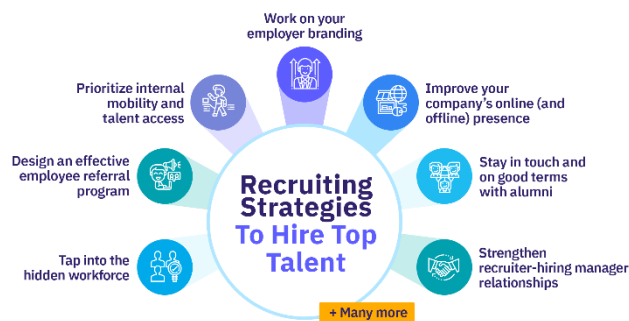 Work on your
employer branding
Prioritize internal
mobility and
talent access
Improve your
company's online (and
offline) presence
Design an effective
employee referral
program
Stay in touch and
on good terms
with alumni
Tap into the
hidden workforce
Strengthen
recruiter-hiring manager
relationships
Recruiting
Strategies
To Hire Top
Talent
+ Many more